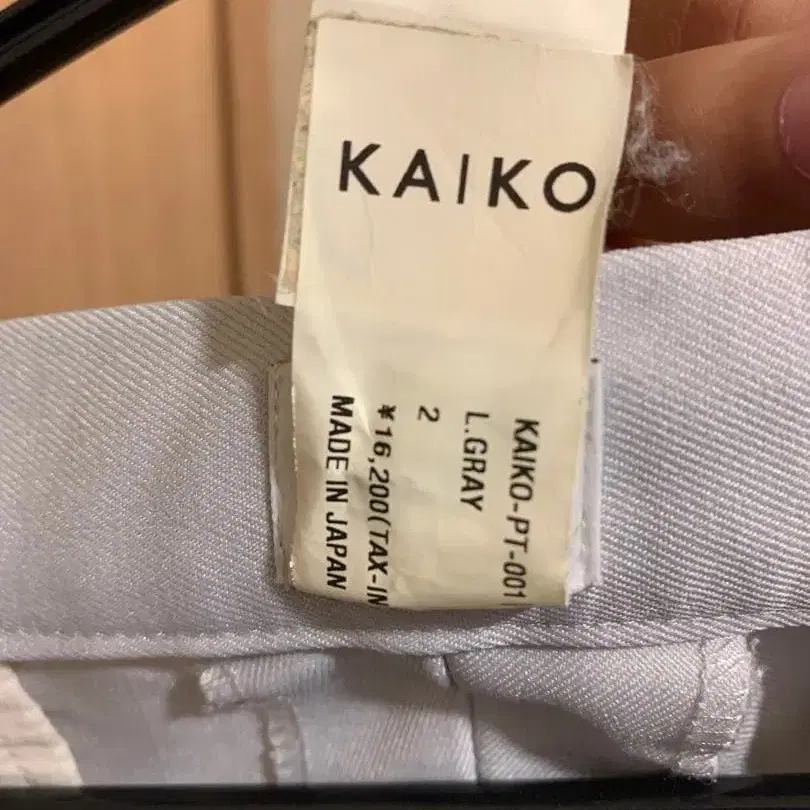 KAIKO
KAIKO-PT-001
L.GRAY
2
¥16,200(TAX-IN
MADE IN JAPAN